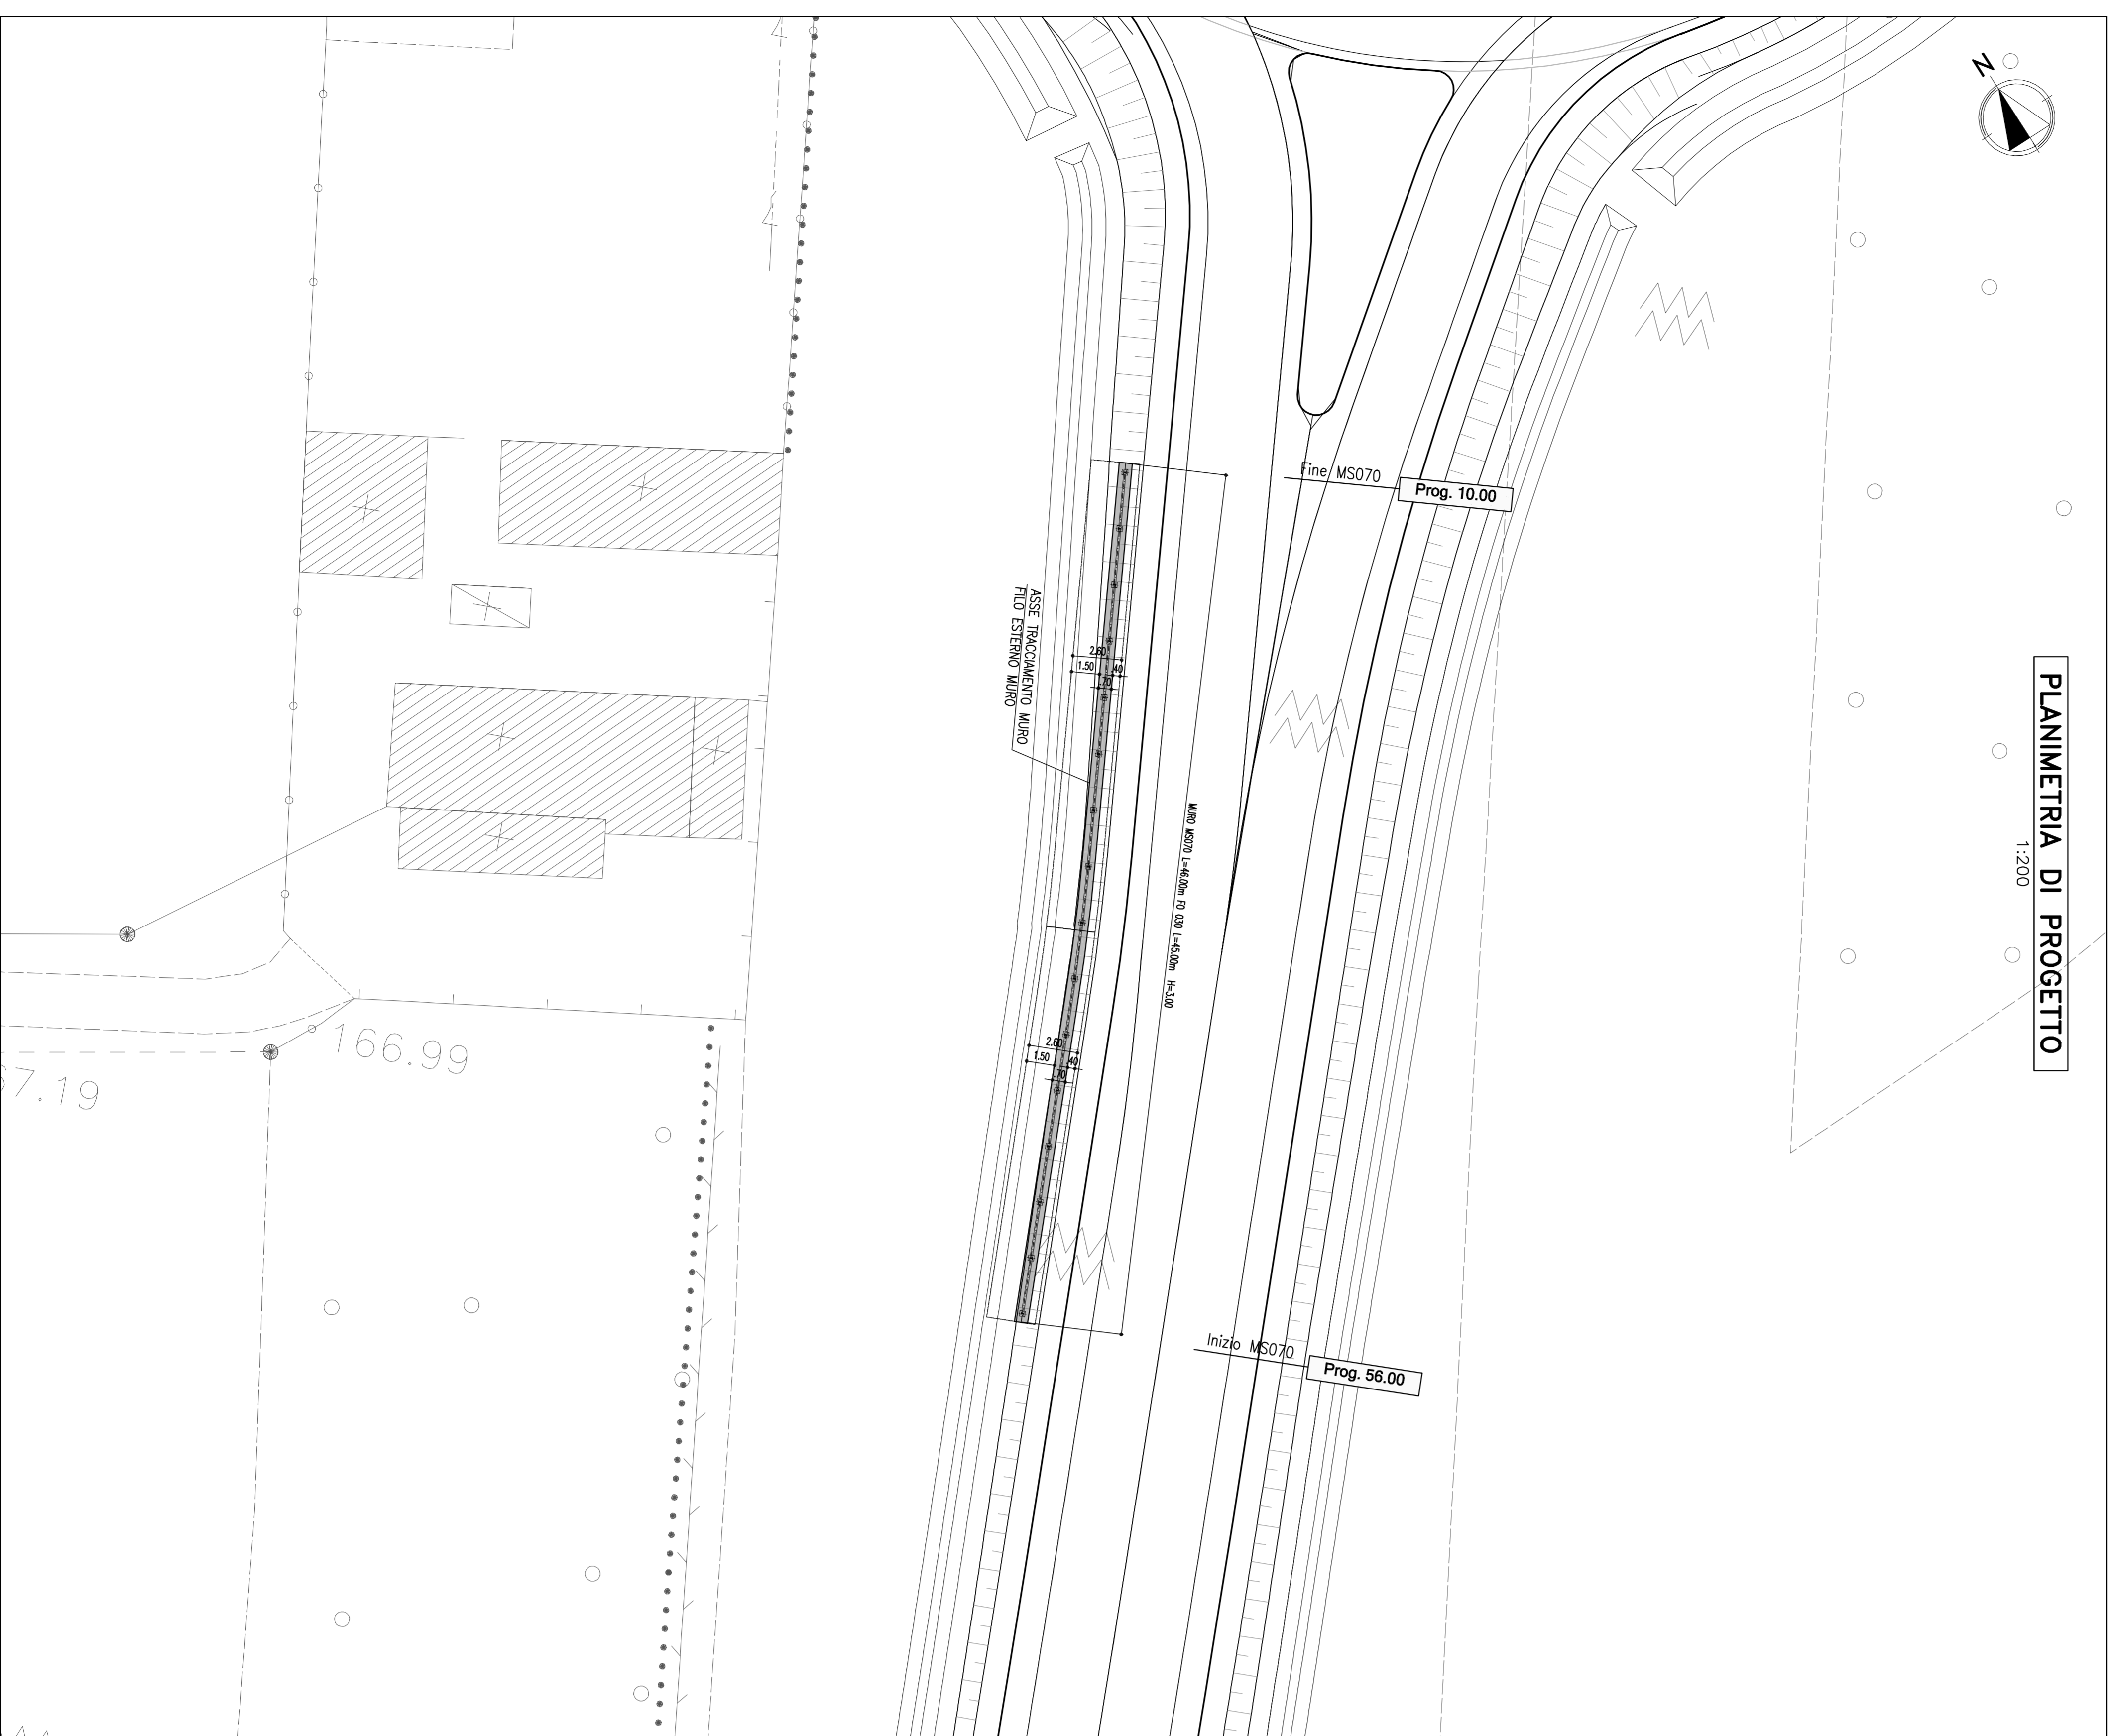 PLANIMETRIA DI PROGETTO
1:200
N
Fine MS070
Prog. 10.00
ASSE TRACCIAMENTO MURO
FILO ESTERNO MURO
2.60
1.50
.40
.70
MURO MS070 L=46.00m FO 030 L=45.00m H=3.00
2.60
1.50
.40
.70
166.99
57.19
Inizio MS070
Prog. 56.00